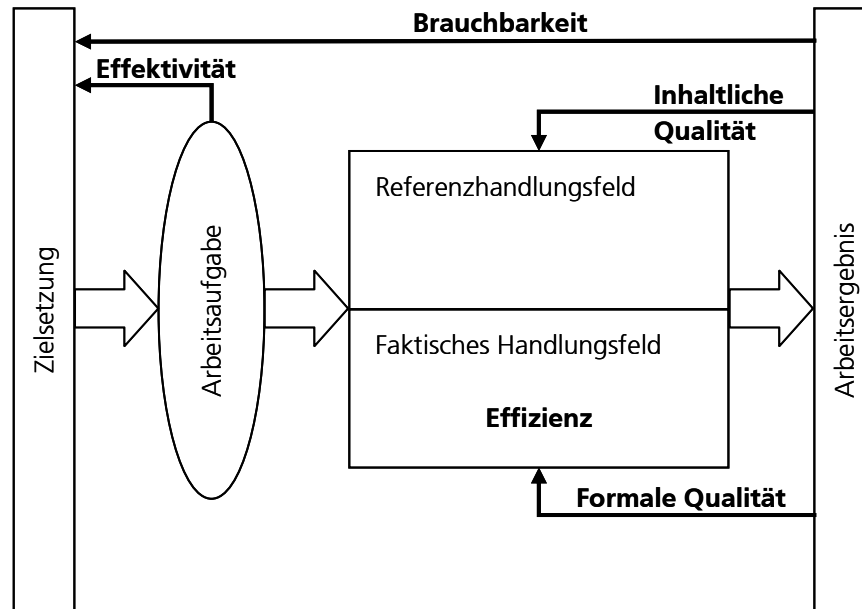 Brauchbarkeit
Effektivität
Inhaltliche
Qualität
Referenzhandlungsfeld
Zielsetzung
Arbeitsaufgabe
Arbeitsergebnis
Faktisches Handlungsfeld
Effizienz
Formale Qualität